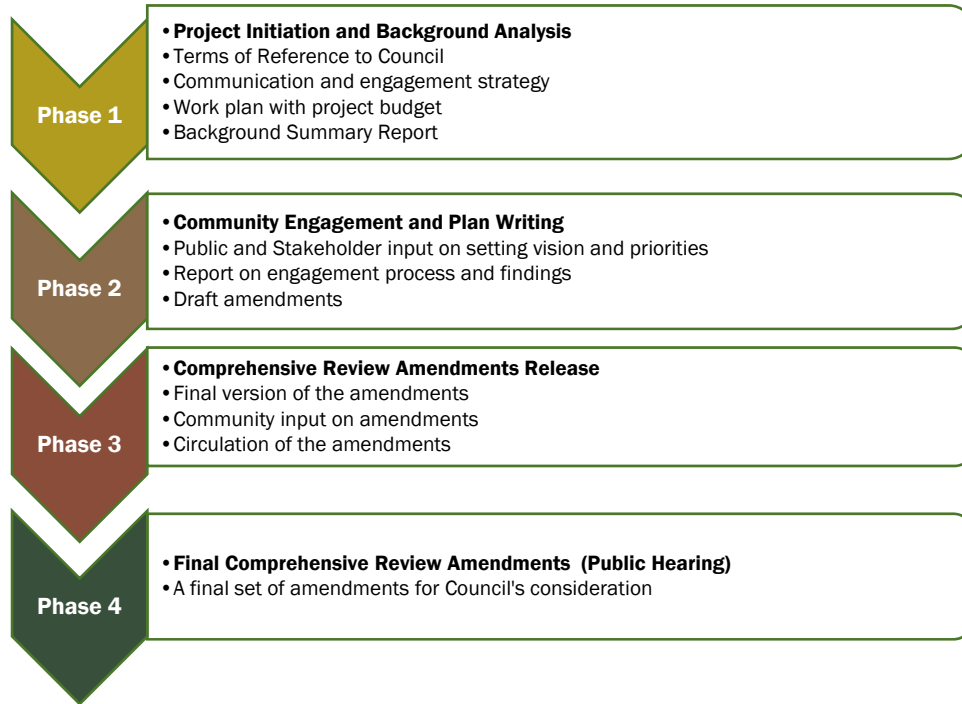 Phase 1
• Project Initiation and Background Analysis
• Terms of Reference to Council
• Communication and engagement strategy
• Work plan with project budget
• Background Summary Report
Phase 2
• Community Engagement and Plan Writing
• Public and Stakeholder input on setting vision and priorities
• Report on engagement process and findings
• Draft amendments
Phase 3
• Comprehensive Review Amendments Release
• Final version of the amendments
• Community input on amendments
• Circulation of the amendments
Phase 4
• Final Comprehensive Review Amendments (Public Hearing)
• A final set of amendments for Council's consideration